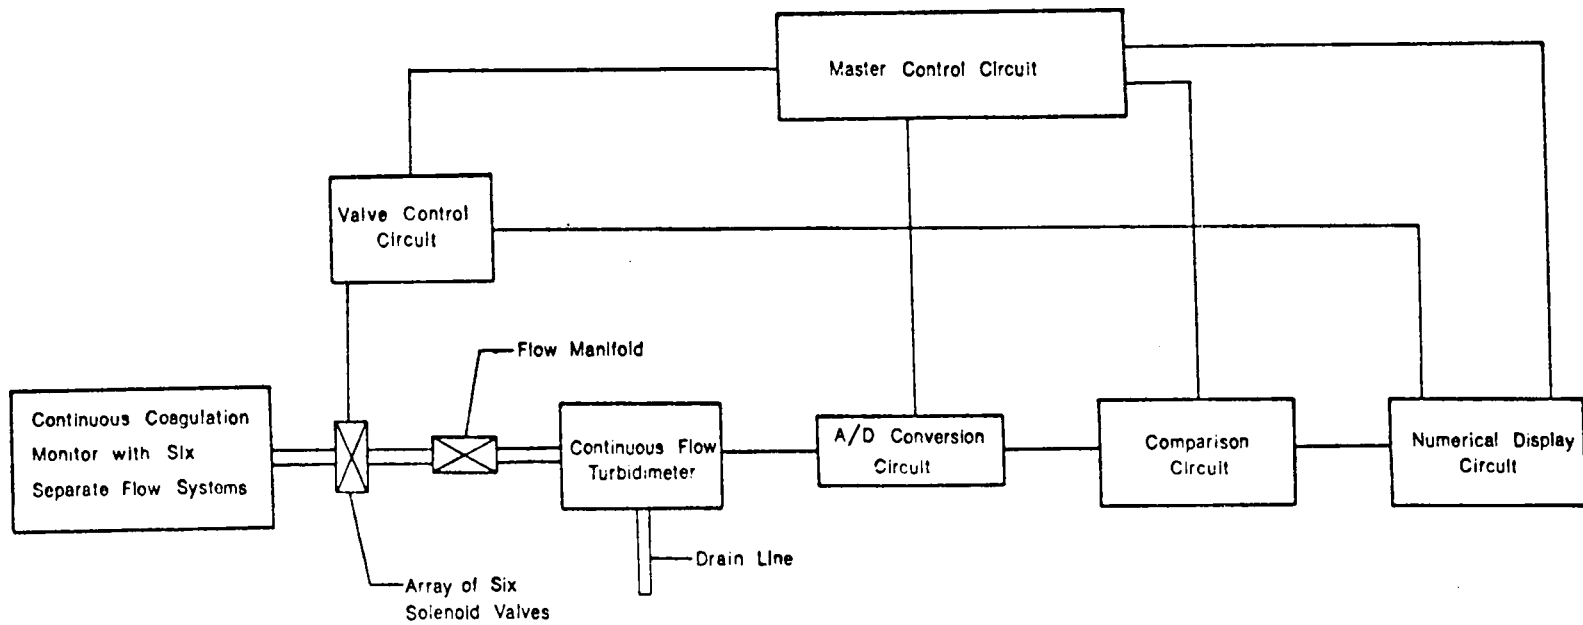 Master Control Circuit
Valve Control
Circuit
Flow Manifold
Continuous Coagulation
Monitor with Six
Separate Flow Systems
Continuous Flow
Turbidimeter
A/D Conversion
Circuit
Comparison
Circuit
Numerical Display
Circuit
Drain Line
Array of Six
Solenoid Valves